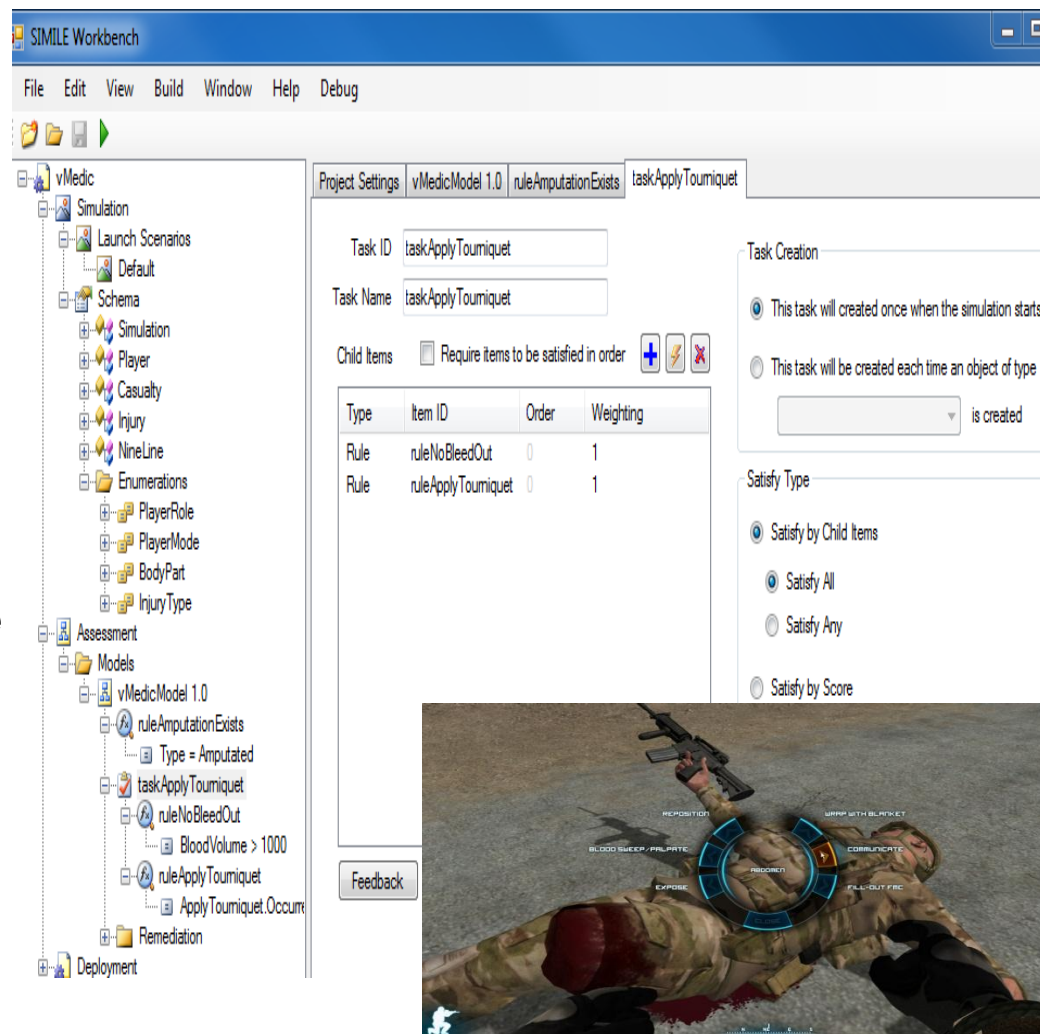 SIMILE Workbench
File Edit View Build Window Help Debug
vMedic
Simulation
Launch Scenarios
Default
Schema
Simulation
Player
Casualty
Injury
NineLine
Enumerations
PlayerRole
PlayerMode
BodyPart
InjuryType
Assessment
Models
vMedicModel 1.0
ruleAmputationExists
Type = Amputated
taskApplyTourniquet
ruleNoBleedOut
BloodVolume > 1000
ruleApplyTourniquet
ApplyTourniquet.Occurre
Remediation
Deployment
Project Settings vMedicModel 1.0 ruleAmputationExists taskApplyTourniquet
Task ID taskApplyTourniquet
Task Name taskApplyTourniquet
Child Items Require items to be satisfied in order
Type Item ID Order Weighting
Rule ruleNoBleedOut 0 1
Rule ruleApplyTourniquet 0 1
Feedback
Task Creation
This task will created once when the simulation starts
This task will be created each time an object of type
is created
Satisfy Type
Satisfy by Child Items
Satisfy All
Satisfy Any
Satisfy by Score
REPOSITION
WRAP WITH BLANKET
BLOOD SWEEP/PALPATE
COMMUNICATE
ABDOMEN
EXPOSE
FILL-OUT FMC
CLOSE